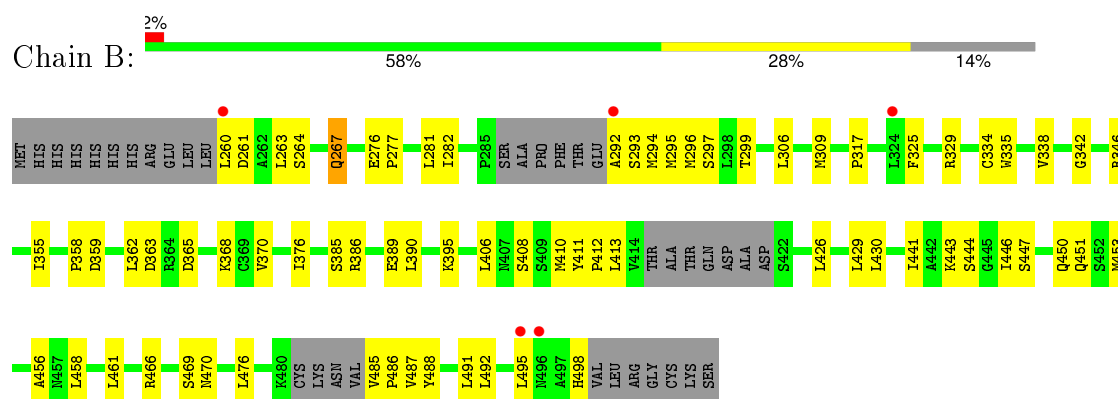 2%
Chain B:
58% 28% 14%
MET HIS HIS HIS HIS HIS HIS ARG GLU LEU LEU L260 D261 A262 L263 S264 Q267 E276 P277 L281 I282 P285 SER ALA PRO PHE THR GLU A292 S293 M294 M295 M296 S297 L298 T299 L306 M309 P317 L324 F325 R329 C334 W335 V338 G342 R346
I355 P358 D359 L362 D363 R364 D365 K368 C369 V370 I376 S385 R386 E389 L390 K395 L406 N407 S408 S409 M410 Y411 P412 L413 V414 THR ALA THR GLN ASP ALA ASP S422 L426 L429 L430 I441 A442 K443 S444 G445 I446 S447 Q450 Q451 S452 M453
A456 N457 L458 L461 R466 S469 N470 L476 K480 CYS LYS ASN VAL V485 P486 V487 Y488 L491 L492 L495 N496 A497 H498 VAL LEU ARG GLY CYS LYS SER